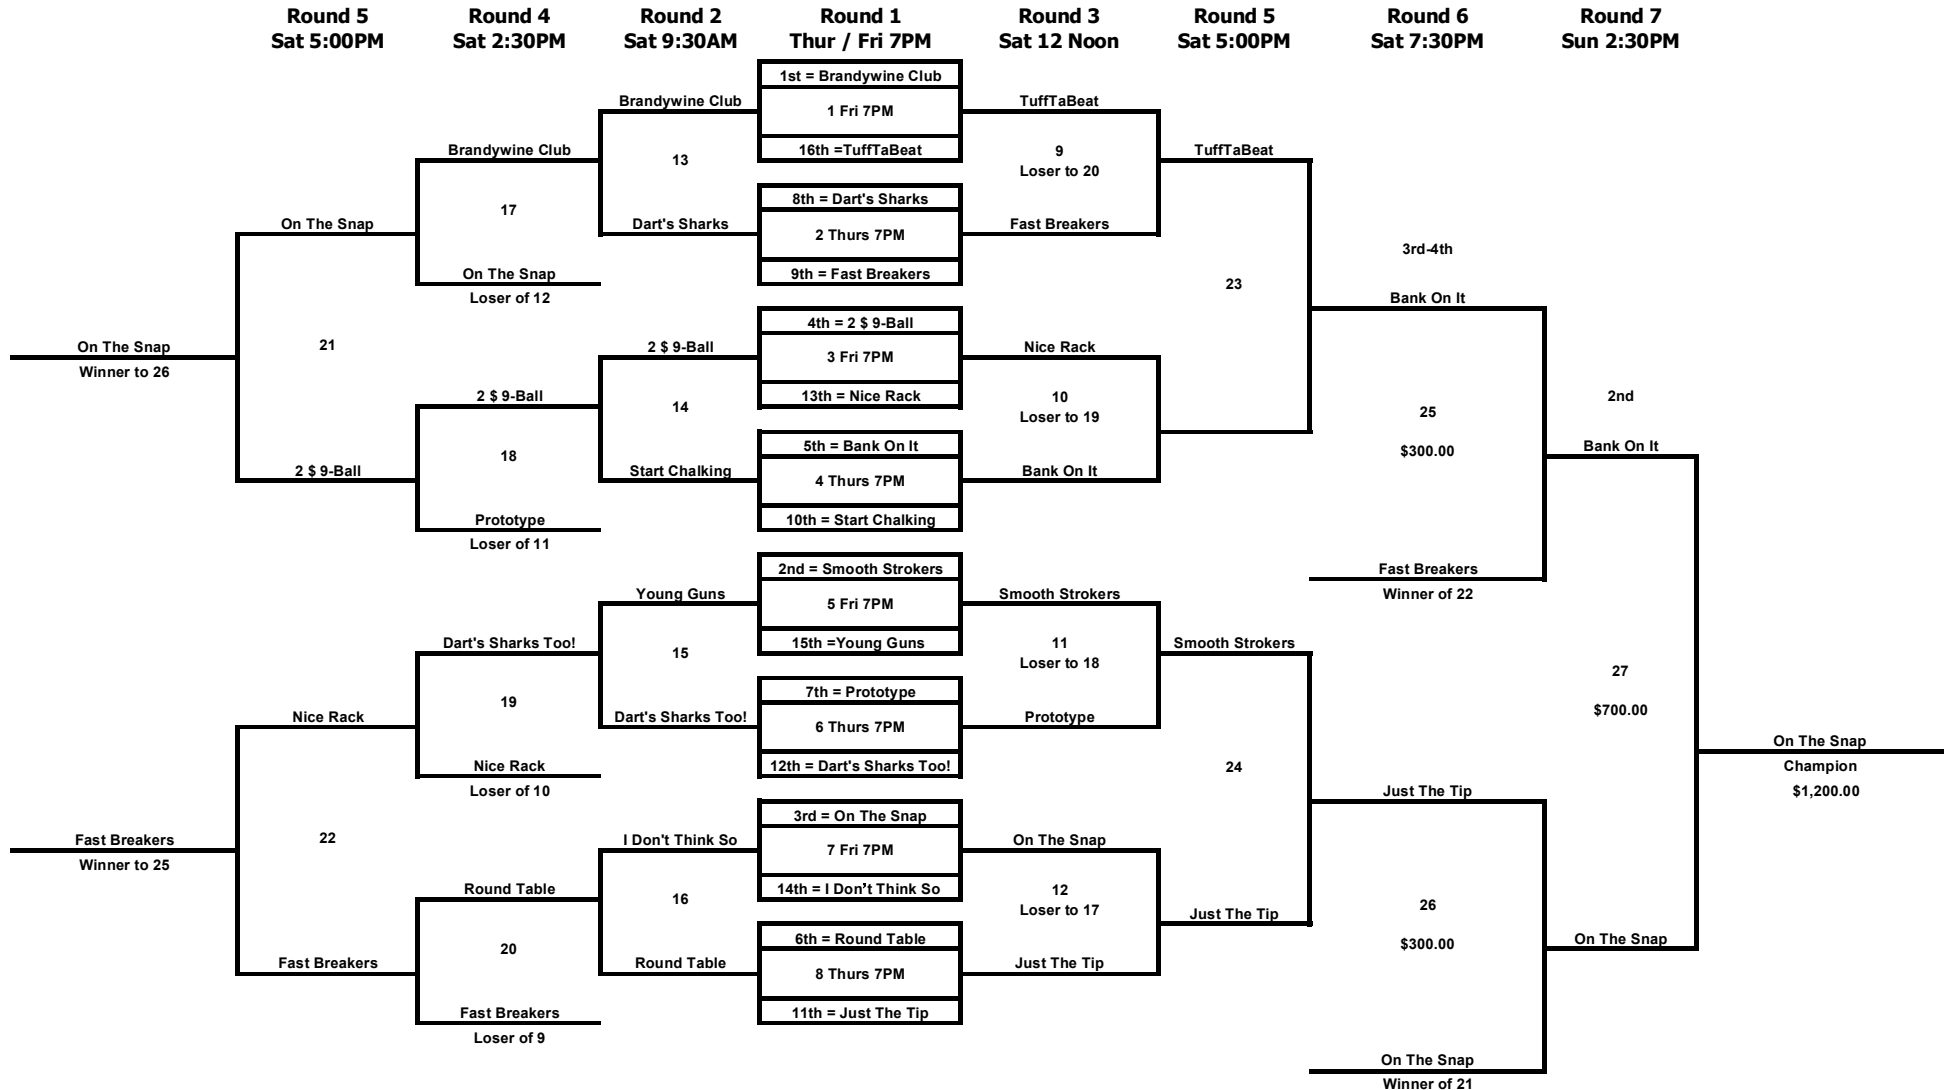 Round 5
Sat 5:00PM
Round 4
Sat 2:30PM
Round 2
Sat 9:30AM
Round 1
Thur / Fri 7PM
Round 3
Sat 12 Noon
Round 5
Sat 5:00PM
Round 6
Sat 7:30PM
Round 7
Sun 2:30PM
On The Snap
Winner to 26
Fast Breakers
Winner to 25
On The Snap
21
2 $ 9-Ball
Nice Rack
22
Fast Breakers
Brandywine Club
17
On The Snap
Loser of 12
2 $ 9-Ball
18
Prototype
Loser of 11
Dart's Sharks Too!
19
Nice Rack
Loser of 10
Round Table
20
Fast Breakers
Loser of 9
Brandywine Club
13
Dart's Sharks
2 $ 9-Ball
14
Start Chalking
Young Guns
15
Dart's Sharks Too!
I Don't Think So
16
Round Table
1st = Brandywine Club
1 Fri 7PM
16th =TuffTaBeat
8th = Dart's Sharks
2 Thurs 7PM
9th = Fast Breakers
4th = 2 $ 9-Ball
3 Fri 7PM
13th = Nice Rack
5th = Bank On It
4 Thurs 7PM
10th = Start Chalking
2nd = Smooth Strokers
5 Fri 7PM
15th =Young Guns
7th = Prototype
6 Thurs 7PM
12th = Dart's Sharks Too!
3rd = On The Snap
7 Fri 7PM
14th = I Don’t Think So
6th = Round Table
8 Thurs 7PM
11th = Just The Tip
TuffTaBeat
9
Loser to 20
Fast Breakers
Nice Rack
10
Loser to 19
Bank On It
Smooth Strokers
11
Loser to 18
Prototype
On The Snap
12
Loser to 17
Just The Tip
TuffTaBeat
23
Smooth Strokers
24
Just The Tip
3rd-4th
Bank On It
25
$300.00
Fast Breakers
Winner of 22
Just The Tip
26
$300.00
On The Snap
Winner of 21
2nd
Bank On It
27
$700.00
On The Snap
On The Snap
Champion
$1,200.00